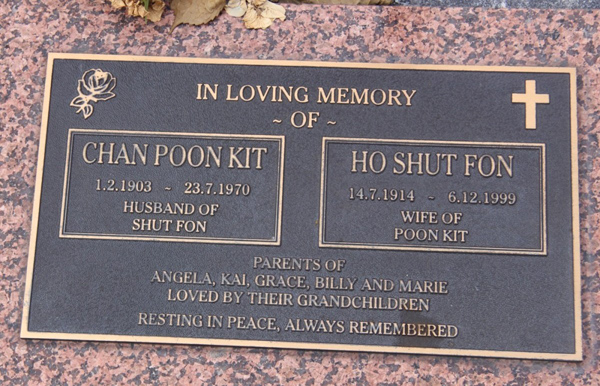 IN LOVING MEMORY
~ OF ~
CHAN POON KIT
1.2.1903 ~ 23.7.1970
HUSBAND OF
SHUT FON
HO SHUT FON
14.7.1914 ~ 6.12.1999
WIFE OF
POON KIT
PARENTS OF
ANGELA, KAI, GRACE, BILLY AND MARIE
LOVED BY THEIR GRANDCHILDREN
RESTING IN PEACE, ALWAYS REMEMBERED